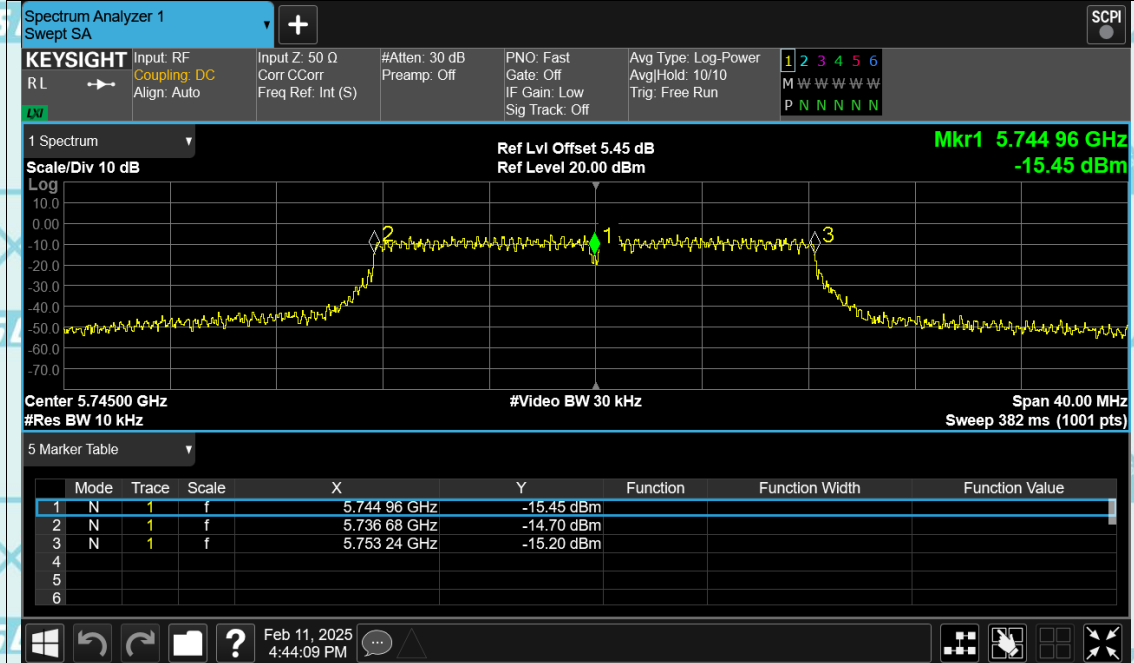 Spectrum Analyzer 1
Swept SA
+
SCPI
KEYSIGHT
R L
LXI
Input: RF
Coupling: DC
Align: Auto
Input Z: 50 Ω
Corr CCorr
Freq Ref: Int (S)
#Atten: 30 dB
Preamp: Off
PNO: Fast
Gate: Off
IF Gain: Low
Sig Track: Off
Avg Type: Log-Power
Avg|Hold: 10/10
Trig: Free Run
1 2 3 4 5 6
M W W W W W
P N N N N N
1 Spectrum
Scale/Div 10 dB
Ref Lvl Offset 5.45 dB
Ref Level 20.00 dBm
Mkr1 5.744 96 GHz
-15.45 dBm
Log
10.0
0.00
-10.0
-20.0
-30.0
-40.0
-50.0
-60.0
-70.0
2
1
3
Center 5.74500 GHz
#Video BW 30 kHz
Span 40.00 MHz
#Res BW 10 kHz
Sweep 382 ms (1001 pts)
5 Marker Table
Mode Trace Scale X Y Function Function Width Function Value
1 N 1 f 5.744 96 GHz -15.45 dBm
2 N 1 f 5.736 68 GHz -14.70 dBm
3 N 1 f 5.753 24 GHz -15.20 dBm
4
5
6
?
Feb 11, 2025
4:44:09 PM